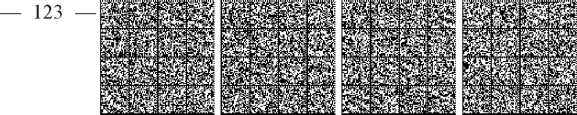 — 123 —